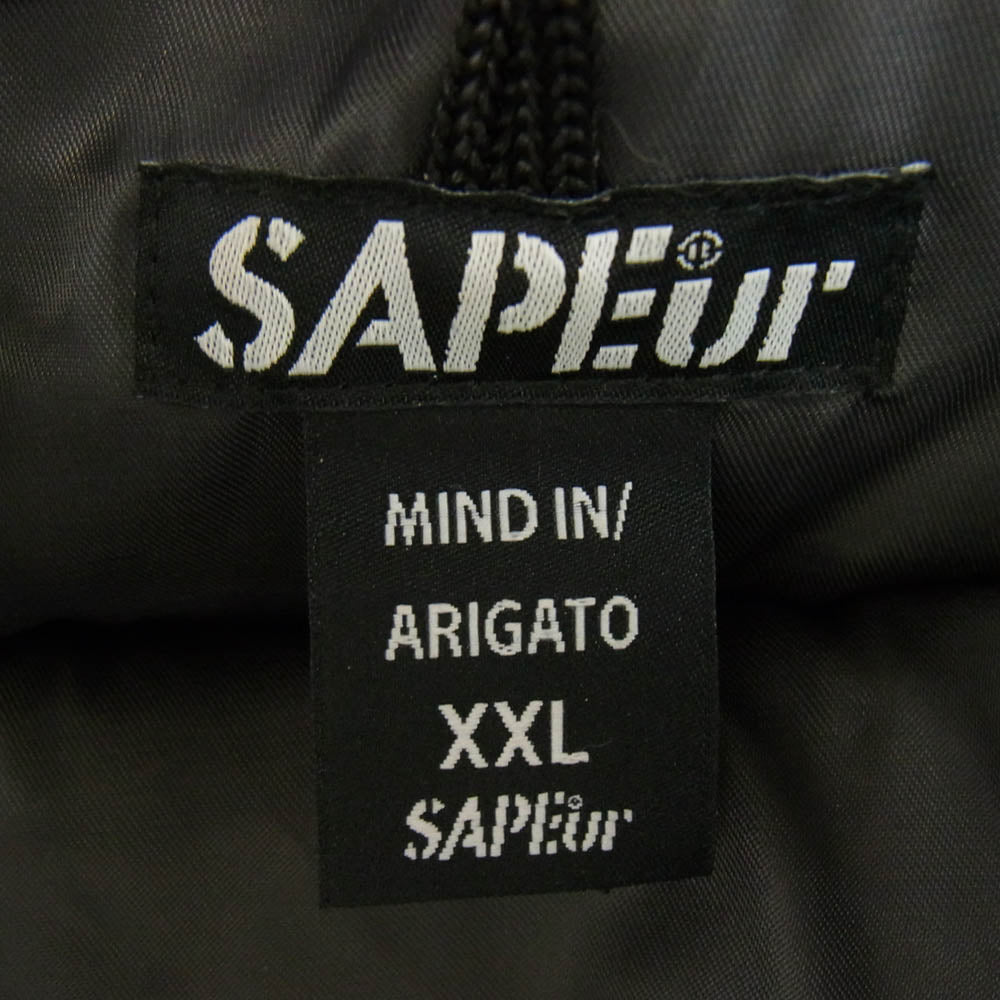 SAPEur
MIND IN/
ARIGATO
XXL
SAPEur